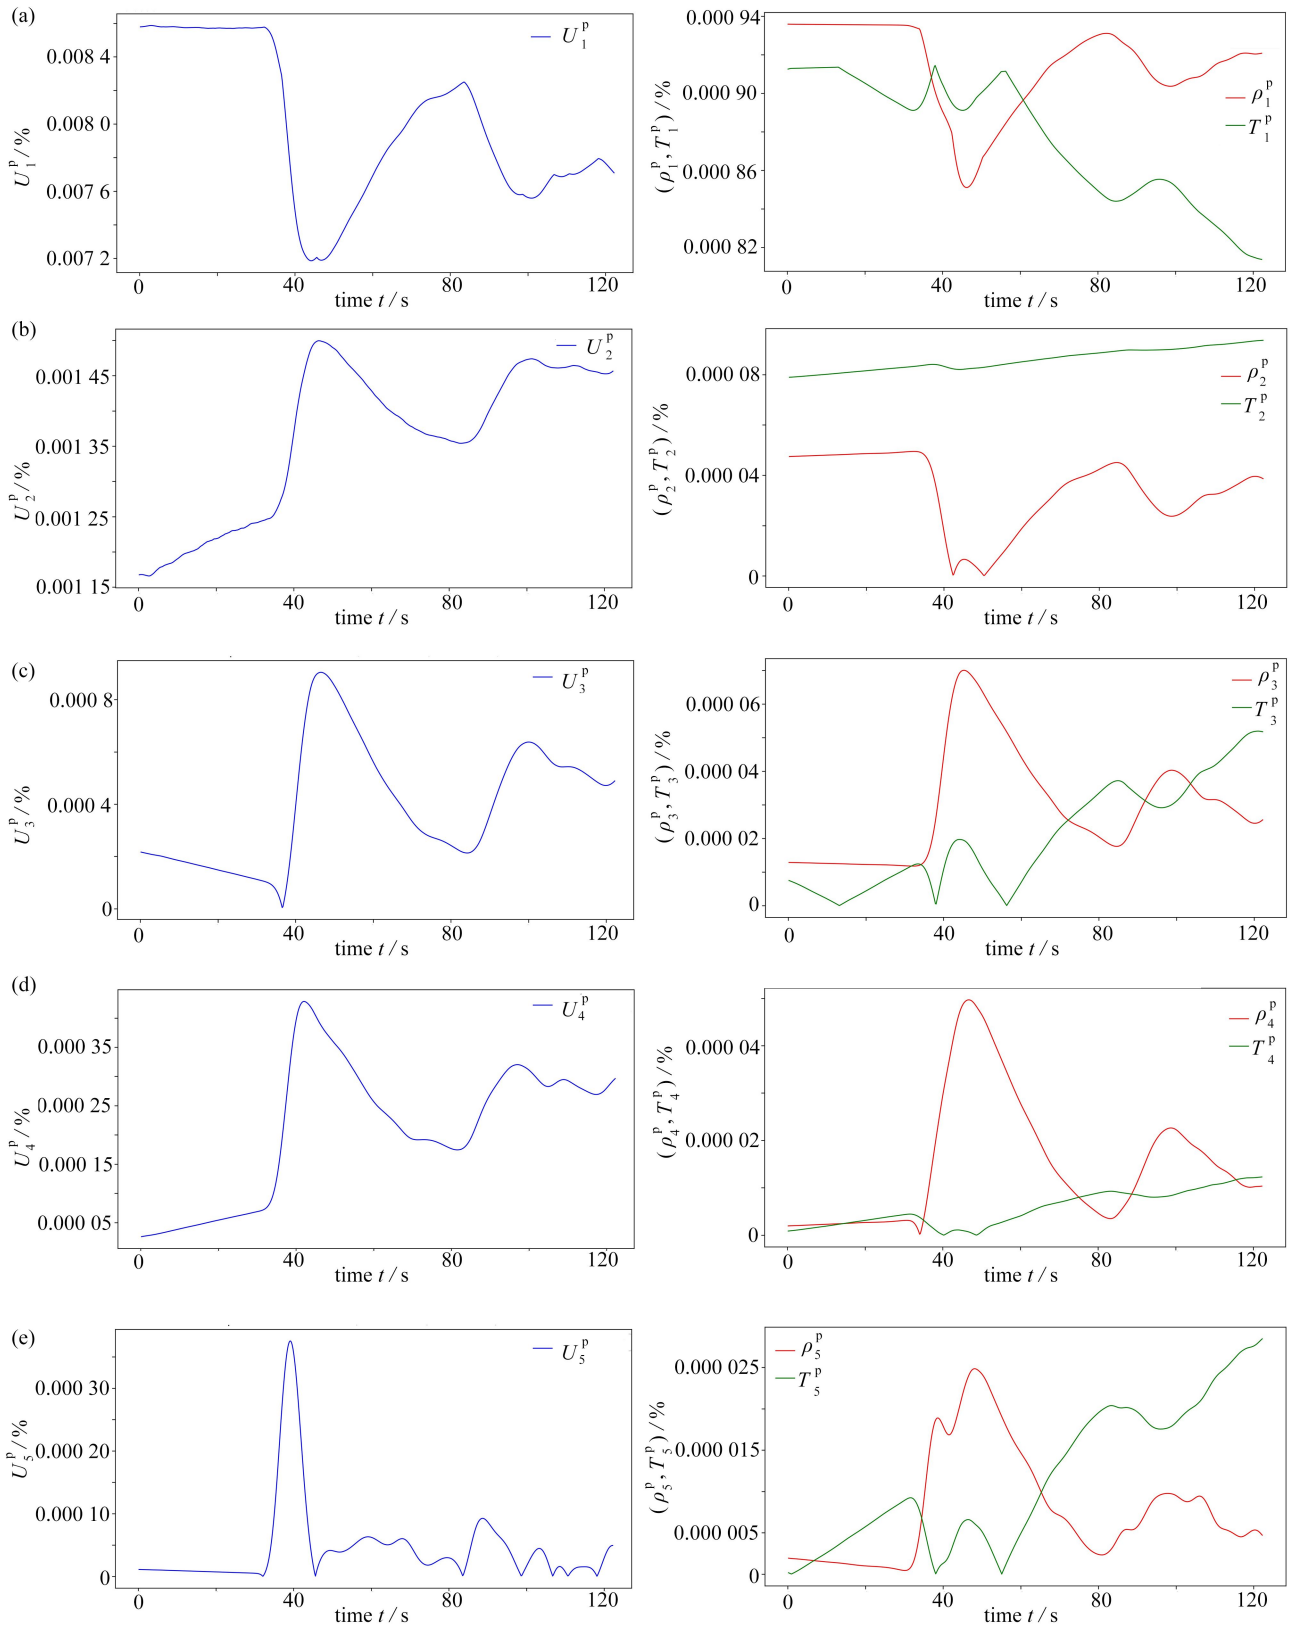 (a)
U₁ᵖ
0.008 4
0.008 0
0.007 6
0.007 2
U₁ᵖ / %
0 40 80 120
time t / s
0.000 94
0.000 90
0.000 86
0.000 82
(ρ₁ᵖ, T₁ᵖ) / %
ρ₁ᵖ
T₁ᵖ
0 40 80 120
time t / s
(b)
U₂ᵖ
0.001 45
0.001 35
0.001 25
0.001 15
U₂ᵖ / %
0 40 80 120
time t / s
0.000 08
0.000 04
0
(ρ₂ᵖ, T₂ᵖ) / %
ρ₂ᵖ
T₂ᵖ
0 40 80 120
time t / s
(c)
U₃ᵖ
0.000 8
0.000 4
0
U₃ᵖ / %
0 40 80 120
time t / s
0.000 06
0.000 04
0.000 02
0
(ρ₃ᵖ, T₃ᵖ) / %
ρ₃ᵖ
T₃ᵖ
0 40 80 120
time t / s
(d)
U₄ᵖ
0.000 35
0.000 25
0.000 15
0.000 05
U₄ᵖ / %
0 40 80 120
time t / s
0.000 04
0.000 02
0
(ρ₄ᵖ, T₄ᵖ) / %
ρ₄ᵖ
T₄ᵖ
0 40 80 120
time t / s
(e)
U₅ᵖ
0.000 30
0.000 20
0.000 10
0
U₅ᵖ / %
0 40 80 120
time t / s
ρ₅ᵖ
T₅ᵖ
0.000 025
0.000 015
0.000 005
0
(ρ₅ᵖ, T₅ᵖ) / %
0 40 80 120
time t / s